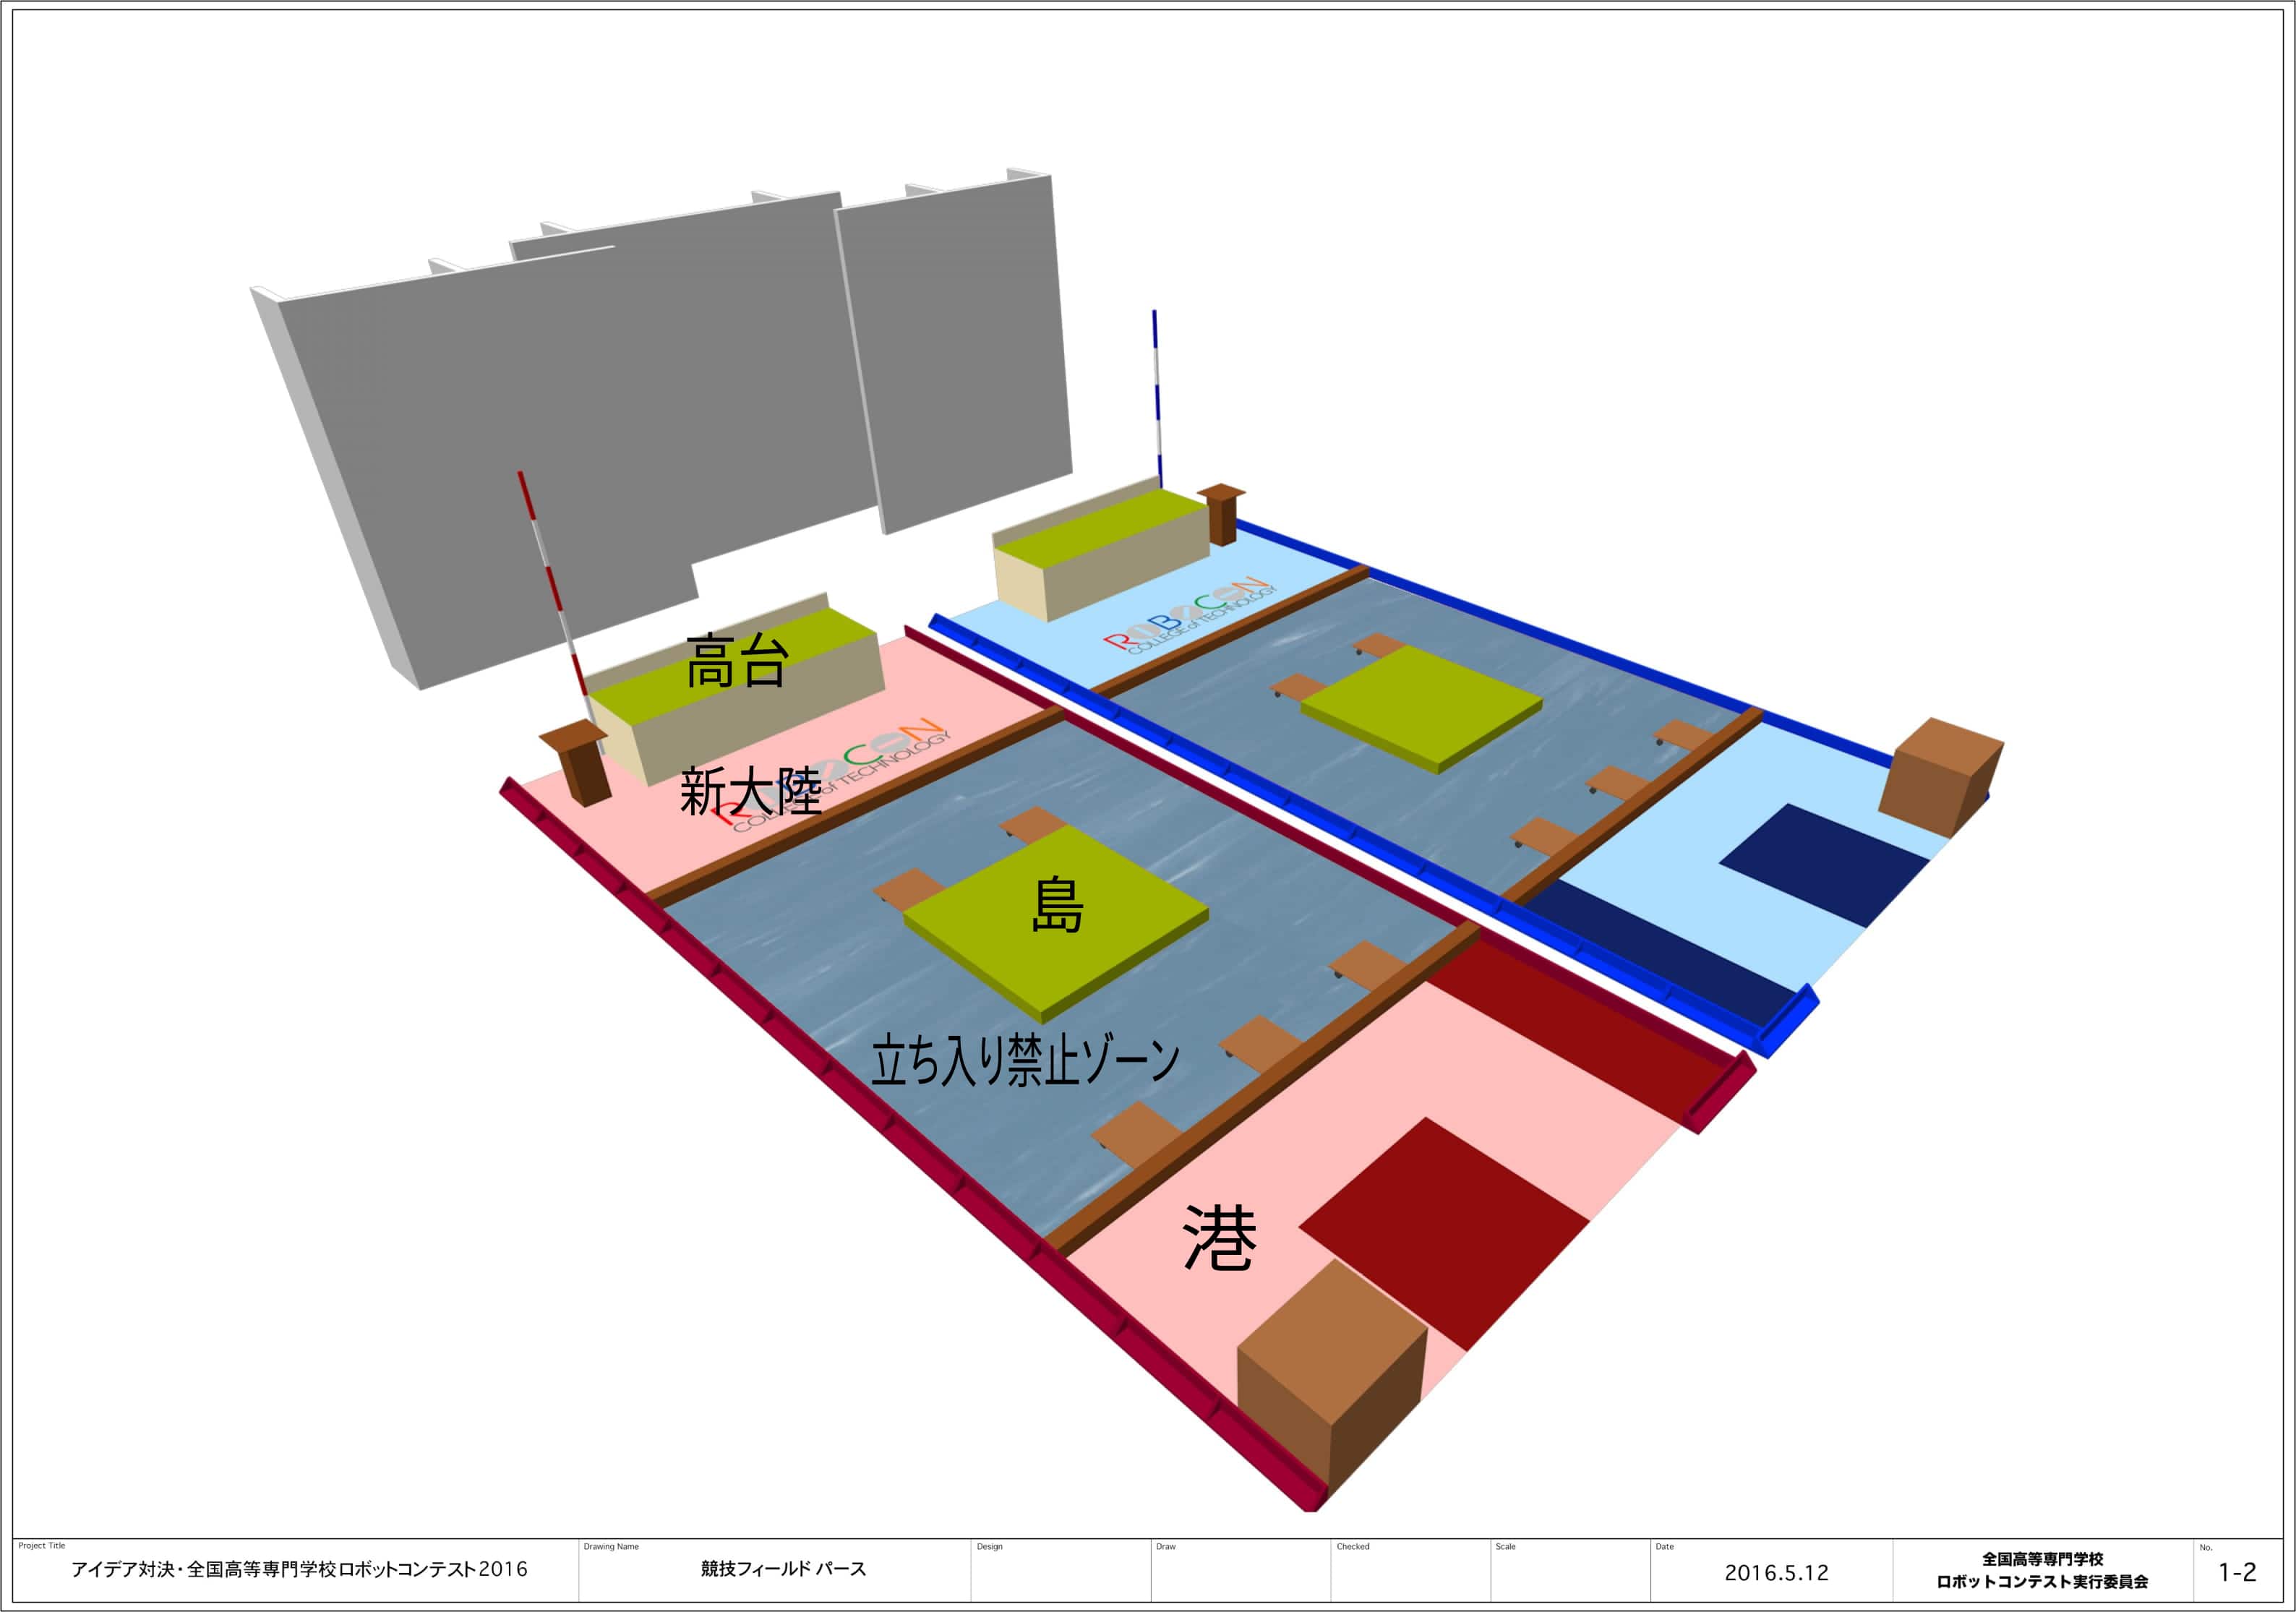 R①B②C⊖N
COLLEGE of TECHNOLOGY
高台
新大陸
COLLEGE of TECHNOLOGY
島
立ち入り禁止ゾーン
港
Project Title
アイデア対決・全国高等専門学校ロボットコンテスト2016
Drawing Name
競技フィールド パース
Design
Draw
Checked
Scale
Date
2016.5.12
全国高等専門学校
ロボットコンテスト実行委員会
No.
1-2